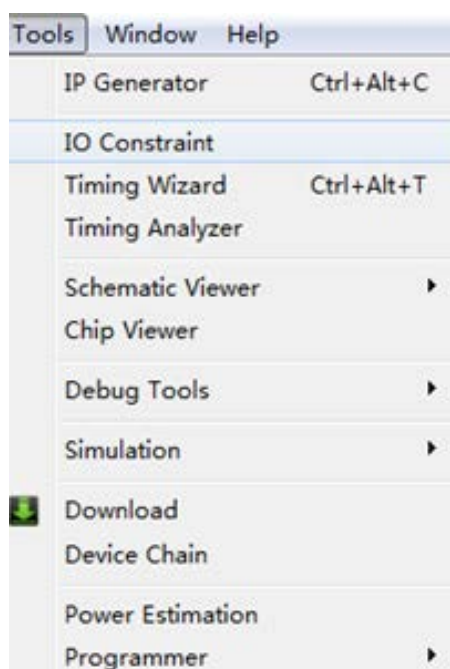 Tools Window Help
IP Generator Ctrl+Alt+C
IO Constraint
Timing Wizard Ctrl+Alt+T
Timing Analyzer
Schematic Viewer
Chip Viewer
Debug Tools
Simulation
Download
Device Chain
Power Estimation
Programmer